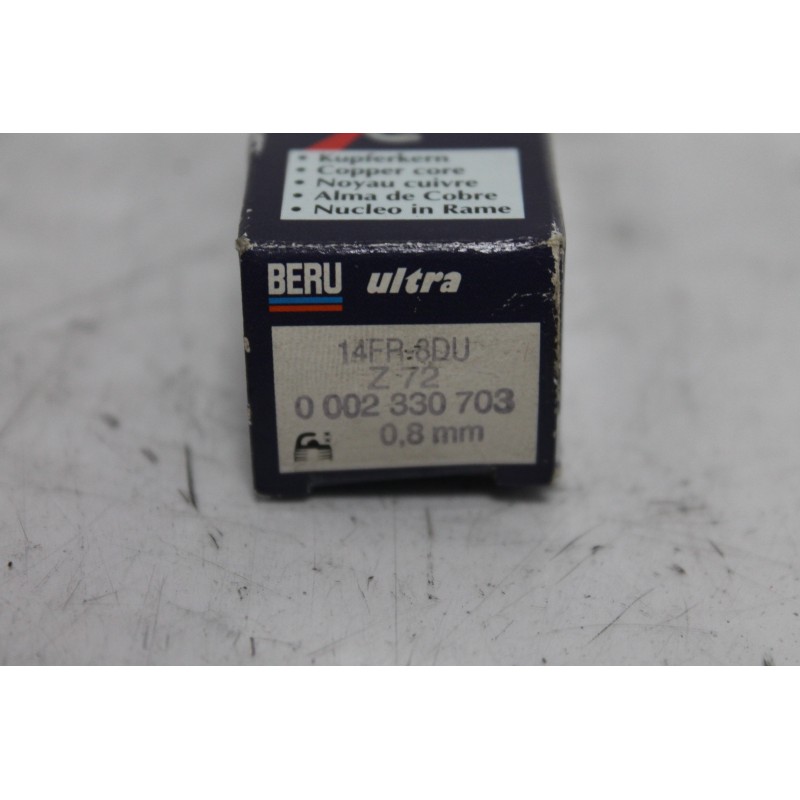 • Kupferkern
• Copper core
• Noyau cuivre
• Alma de Cobre
• Nucleo in Rame
BERU ultra
14FR-8DU
Z 72
0 002 330 703
0,8 mm